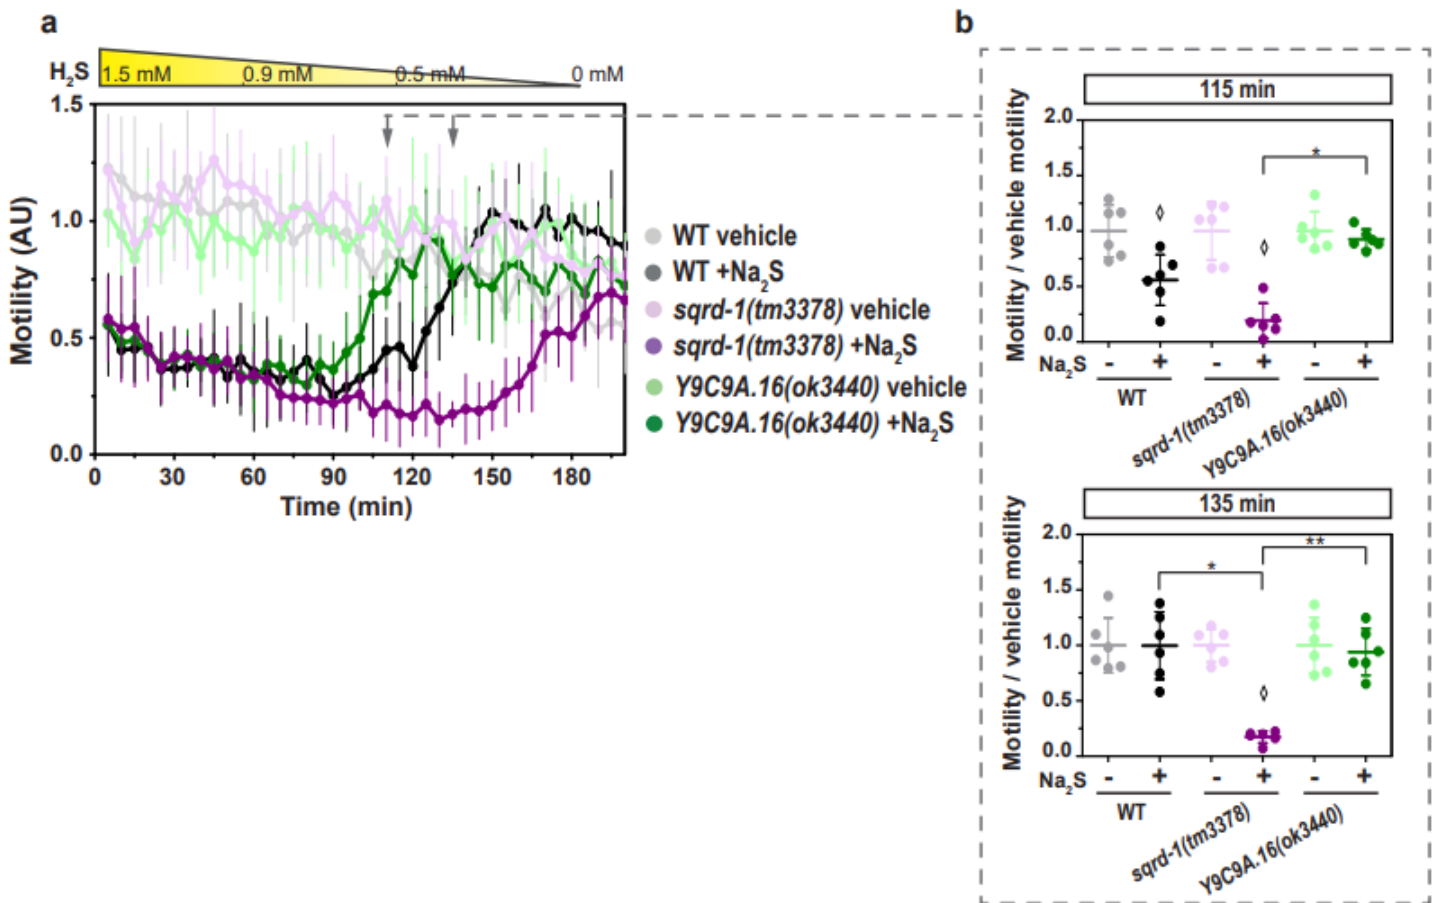 a
H₂S 1.5 mM 0.9 mM 0.5 mM 0 mM
1.5
1.0
0.5
0.0
Motility (AU)
0 30 60 90 120 150 180
Time (min)
WT vehicle
WT +Na₂S
sqrd-1(tm3378) vehicle
sqrd-1(tm3378) +Na₂S
Y9C9A.16(ok3440) vehicle
Y9C9A.16(ok3440) +Na₂S
b
115 min
Motility / vehicle motility
2.0
1.5
1.0
0.5
0.0
*
◊ ◊
Na₂S - + - + - +
WT
sqrd-1(tm3378)
Y9C9A.16(ok3440)
135 min
Motility / vehicle motility
2.0
1.5
1.0
0.5
0.0
* **
◊
Na₂S - + - + - +
WT
sqrd-1(tm3378)
Y9C9A.16(ok3440)